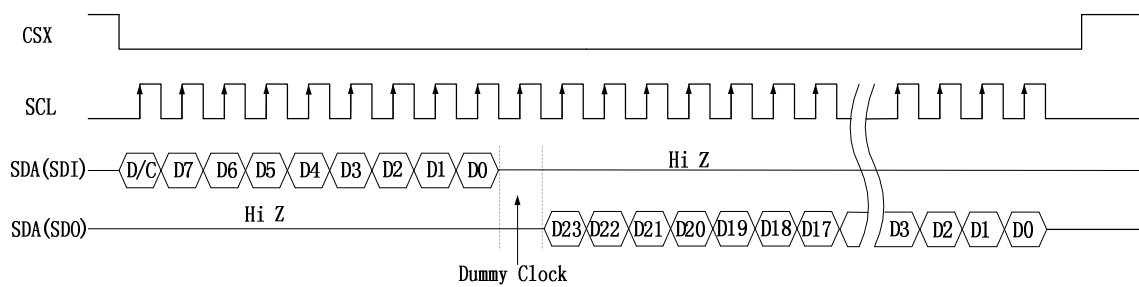 CSX
SCL
SDA(SDI) D/C D7 D6 D5 D4 D3 D2 D1 D0 Hi Z
Hi Z
SDA(SDO) D23 D22 D21 D20 D19 D18 D17 D3 D2 D1 D0
Dummy Clock